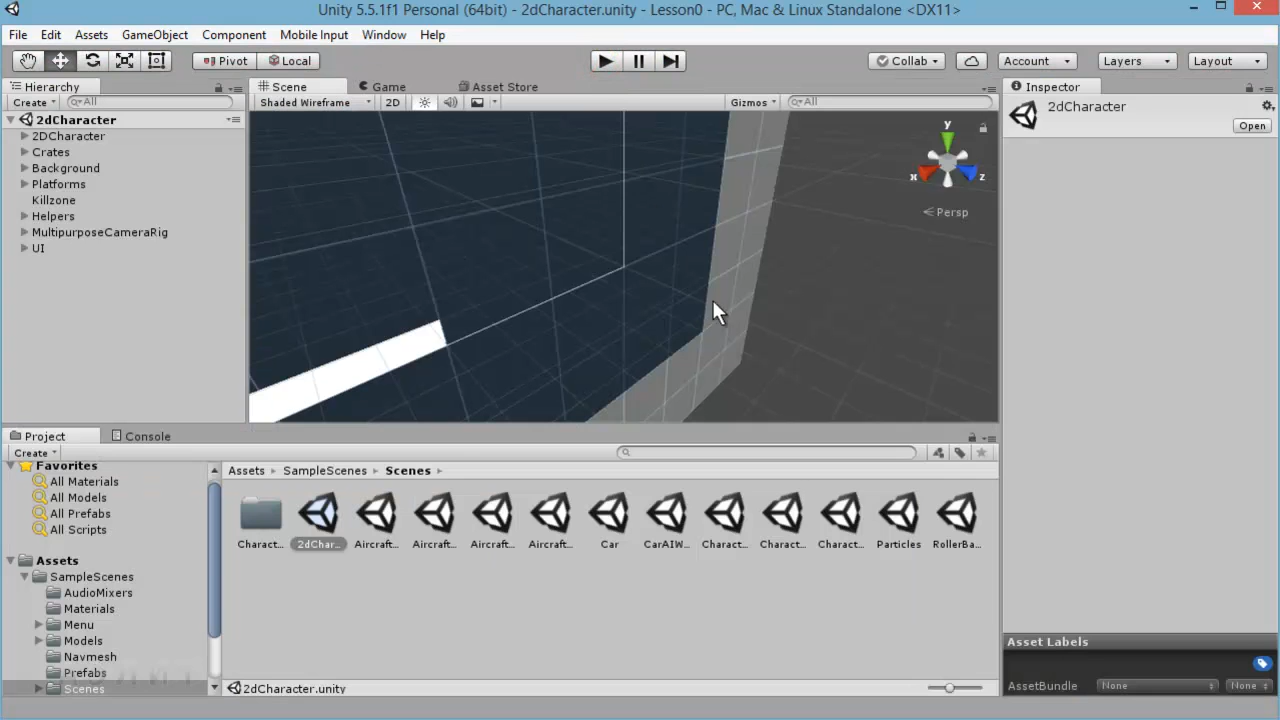 Unity 5.5.1f1 Personal (64bit) - 2dCharacter.unity - Lesson0 - PC, Mac & Linux Standalone <DX11>
File Edit Assets GameObject Component Mobile Input Window Help
Pivot Local Collab Account Layers Layout
Hierarchy Scene Game Asset Store Inspector
Create All Shaded Wireframe 2D Gizmos All
2dCharacter
Open
2dCharacter
2DCharacter
Crates
Background
Platforms
Killzone
Helpers
MultipurposeCameraRig
UI
y
x
z
Persp
Project Console
Create
Favorites
All Materials
All Models
All Prefabs
All Scripts
Assets
SampleScenes
AudioMixers
Materials
Menu
Models
Navmesh
Prefabs
Scenes
Assets SampleScenes Scenes
Charact... 2dChar... Aircraft... Aircraft... Aircraft... Aircraft... Car CarAIW... Charact... Charact... Charact... Particles RollerBa...
2dCharacter.unity
Asset Labels
AssetBundle None None